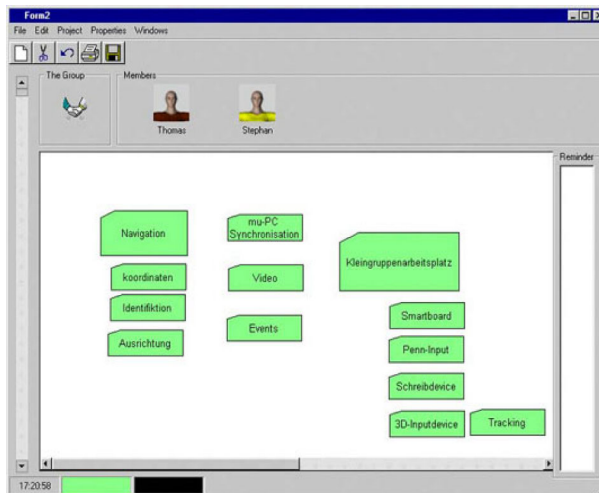 Form2
File Edit Project Properties Windows
The Group
Members
Thomas
Stephan
Reminder
Navigation
mu-PC
Synchronisation
Kleingruppenarbeitsplatz
koordinaten
Video
Identifiktion
Smartboard
Events
Ausrichtung
Penn-Input
Schreibdevice
3D-Inputdevice
Tracking
17:20:58